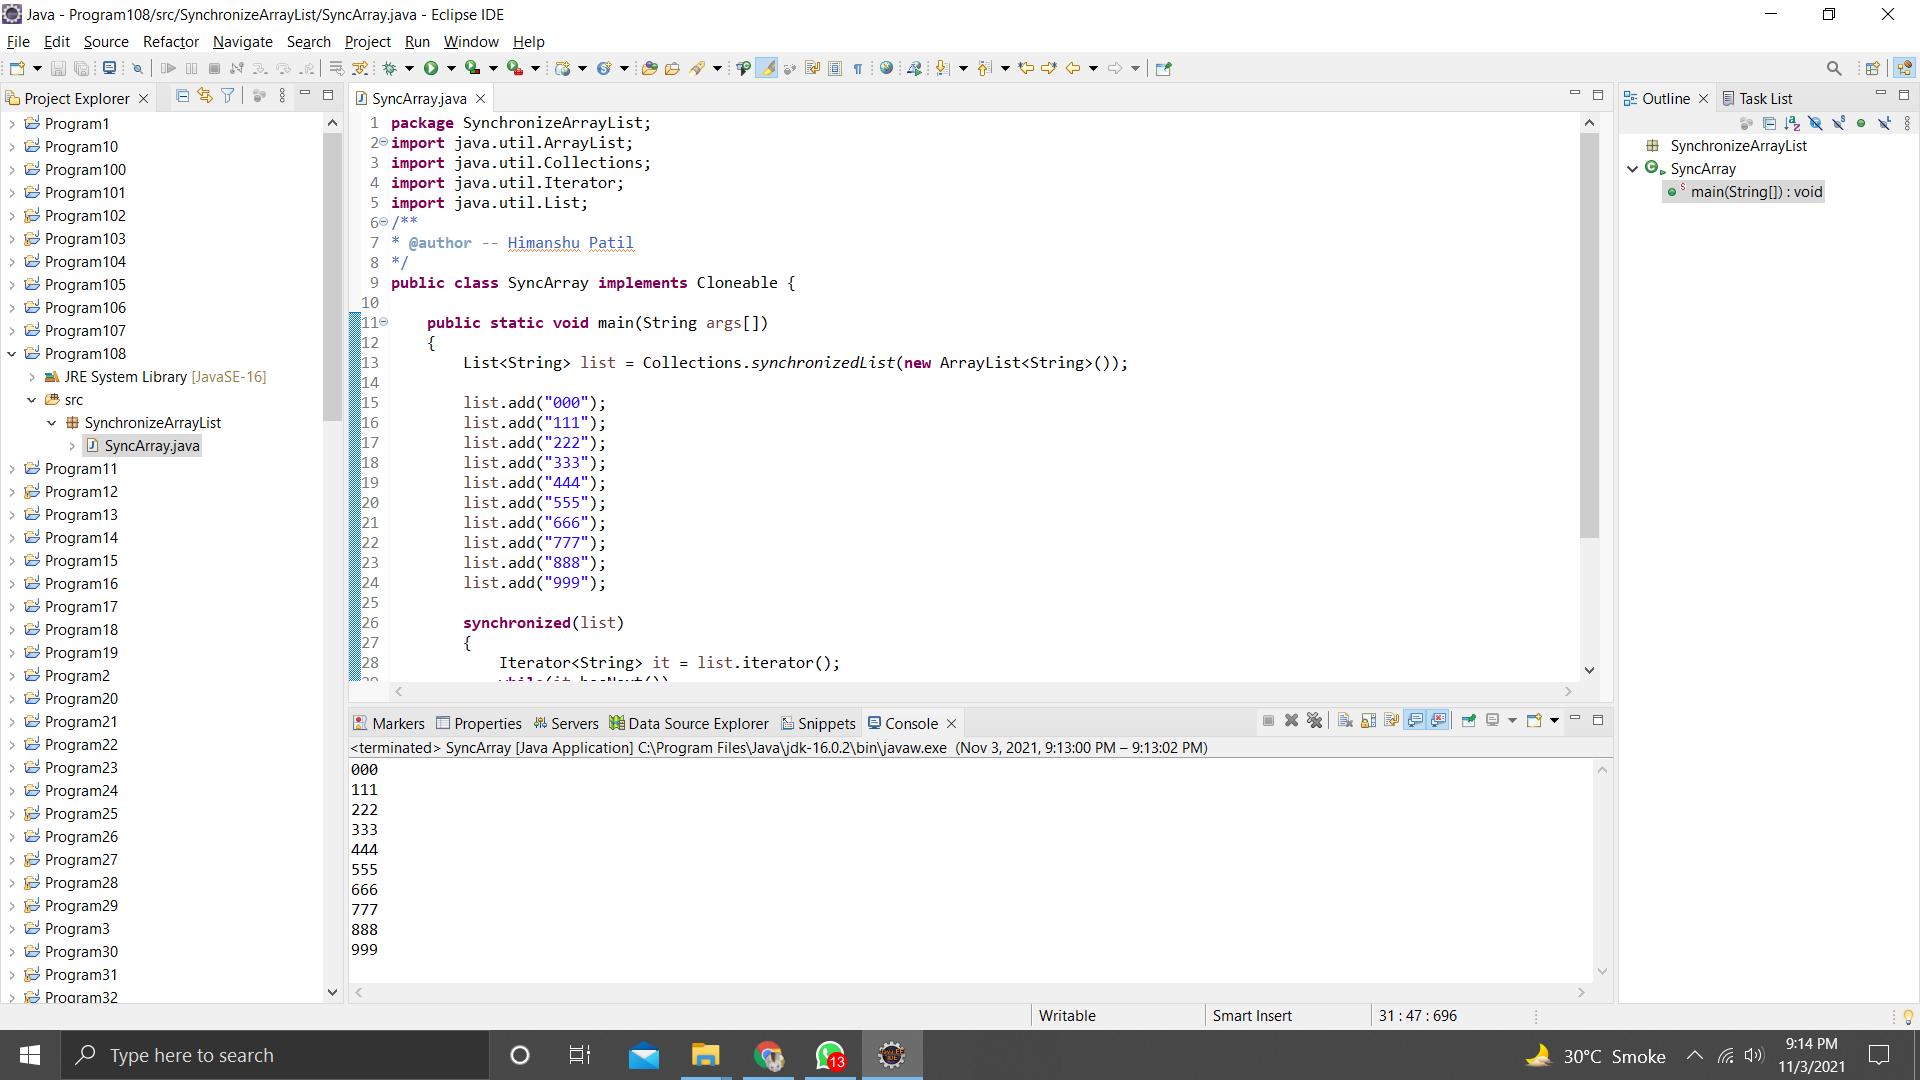 Java - Program108/src/SynchronizeArrayList/SyncArray.java - Eclipse IDE
File Edit Source Refactor Navigate Search Project Run Window Help
Project Explorer
Program1
Program10
Program100
Program101
Program102
Program103
Program104
Program105
Program106
Program107
Program108
JRE System Library [JavaSE-16]
src
SynchronizeArrayList
SyncArray.java
Program11
Program12
Program13
Program14
Program15
Program16
Program17
Program18
Program19
Program2
Program20
Program21
Program22
Program23
Program24
Program25
Program26
Program27
Program28
Program29
Program3
Program30
Program31
Program32
SyncArray.java
1 package SynchronizeArrayList;
2 import java.util.ArrayList;
3 import java.util.Collections;
4 import java.util.Iterator;
5 import java.util.List;
6 /**
7 * @author -- Himanshu Patil
8 */
9 public class SyncArray implements Cloneable {
10
11 public static void main(String args[])
12 {
13 List<String> list = Collections.synchronizedList(new ArrayList<String>());
14
15 list.add("000");
16 list.add("111");
17 list.add("222");
18 list.add("333");
19 list.add("444");
20 list.add("555");
21 list.add("666");
22 list.add("777");
23 list.add("888");
24 list.add("999");
25
26 synchronized(list)
27 {
28 Iterator<String> it = list.iterator();
29 while(it.hasNext())
Markers Properties Servers Data Source Explorer Snippets Console
<terminated> SyncArray [Java Application] C:\Program Files\Java\jdk-16.0.2\bin\javaw.exe (Nov 3, 2021, 9:13:00 PM – 9:13:02 PM)
000
111
222
333
444
555
666
777
888
999
Outline Task List
SynchronizeArrayList
SyncArray
main(String[]) : void
Writable Smart Insert 31 : 47 : 696
Type here to search
13
30°C Smoke
9:14 PM
11/3/2021